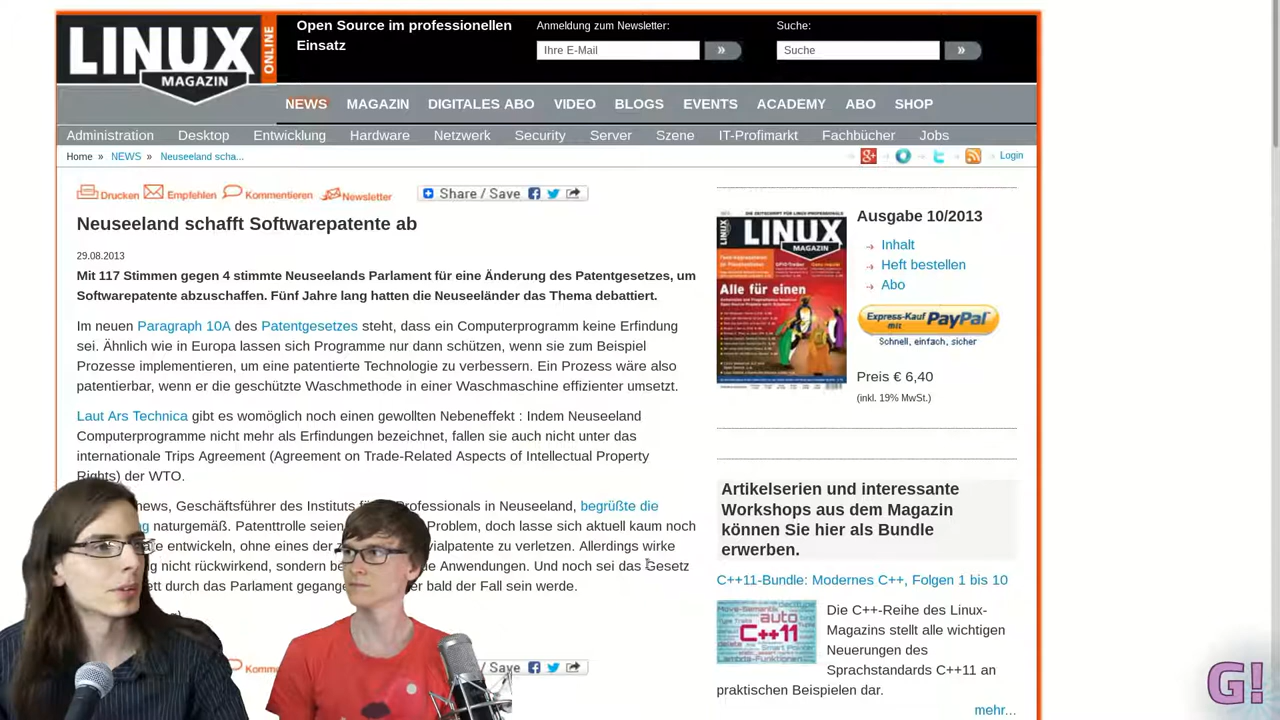 LINUX
MAGAZIN
ONLINE
Open Source im professionellen
Einsatz
Anmeldung zum Newsletter:
Ihre E-Mail
»
Suche:
Suche
»
NEWS MAGAZIN DIGITALES ABO VIDEO BLOGS EVENTS ACADEMY ABO SHOP
Administration Desktop Entwicklung Hardware Netzwerk Security Server Szene IT-Profimarkt Fachbücher Jobs
Home » NEWS » Neuseeland scha...
Login
Drucken Empfehlen Kommentieren Newsletter
Share / Save
Neuseeland schafft Softwarepatente ab
29.08.2013
Mit 117 Stimmen gegen 4 stimmte Neuseelands Parlament für eine Änderung des Patentgesetzes, um
Softwarepatente abzuschaffen. Fünf Jahre lang hatten die Neuseeländer das Thema debattiert.
Im neuen Paragraph 10A des Patentgesetzes steht, dass ein Computerprogramm keine Erfindung
sei. Ähnlich wie in Europa lassen sich Programme nur dann schützen, wenn sie zum Beispiel
Prozesse implementieren, um eine patentierte Technologie zu verbessern. Ein Prozess wäre also
patentierbar, wenn er die geschützte Waschmethode in einer Waschmaschine effizienter umsetzt.
Laut Ars Technica gibt es womöglich noch einen gewollten Nebeneffekt : Indem Neuseeland
Computerprogramme nicht mehr als Erfindungen bezeichnet, fallen sie auch nicht unter das
internationale Trips Agreement (Agreement on Trade-Related Aspects of Intellectual Property
Rights) der WTO.
news, Geschäftsführer des Instituts Professionals in Neuseeland, begrüßte die
naturgemäß. Patenttrolle seien Problem, doch lasse sich aktuell kaum noch
entwickeln, ohne eines der zu verletzen. Allerdings wirke
nicht rückwirkend, sondern Anwendungen. Und noch sei das Gesetz
durch das Parlament bald der Fall sein werde.
Save
Ausgabe 10/2013
Inhalt
Heft bestellen
Abo
LINUX
MAGAZIN
Alle für einen
Express-Kauf
mit PayPal
Schnell, einfach, sicher
Preis € 6,40
(inkl. 19% MwSt.)
Artikelserien und interessante
Workshops aus dem Magazin
können Sie hier als Bundle
erwerben.
C++11-Bundle: Modernes C++, Folgen 1 bis 10
auto
C++11
Die C++-Reihe des Linux-
Magazins stellt alle wichtigen
Neuerungen des
Sprachstandards C++11 an
praktischen Beispielen dar.
mehr...
G!